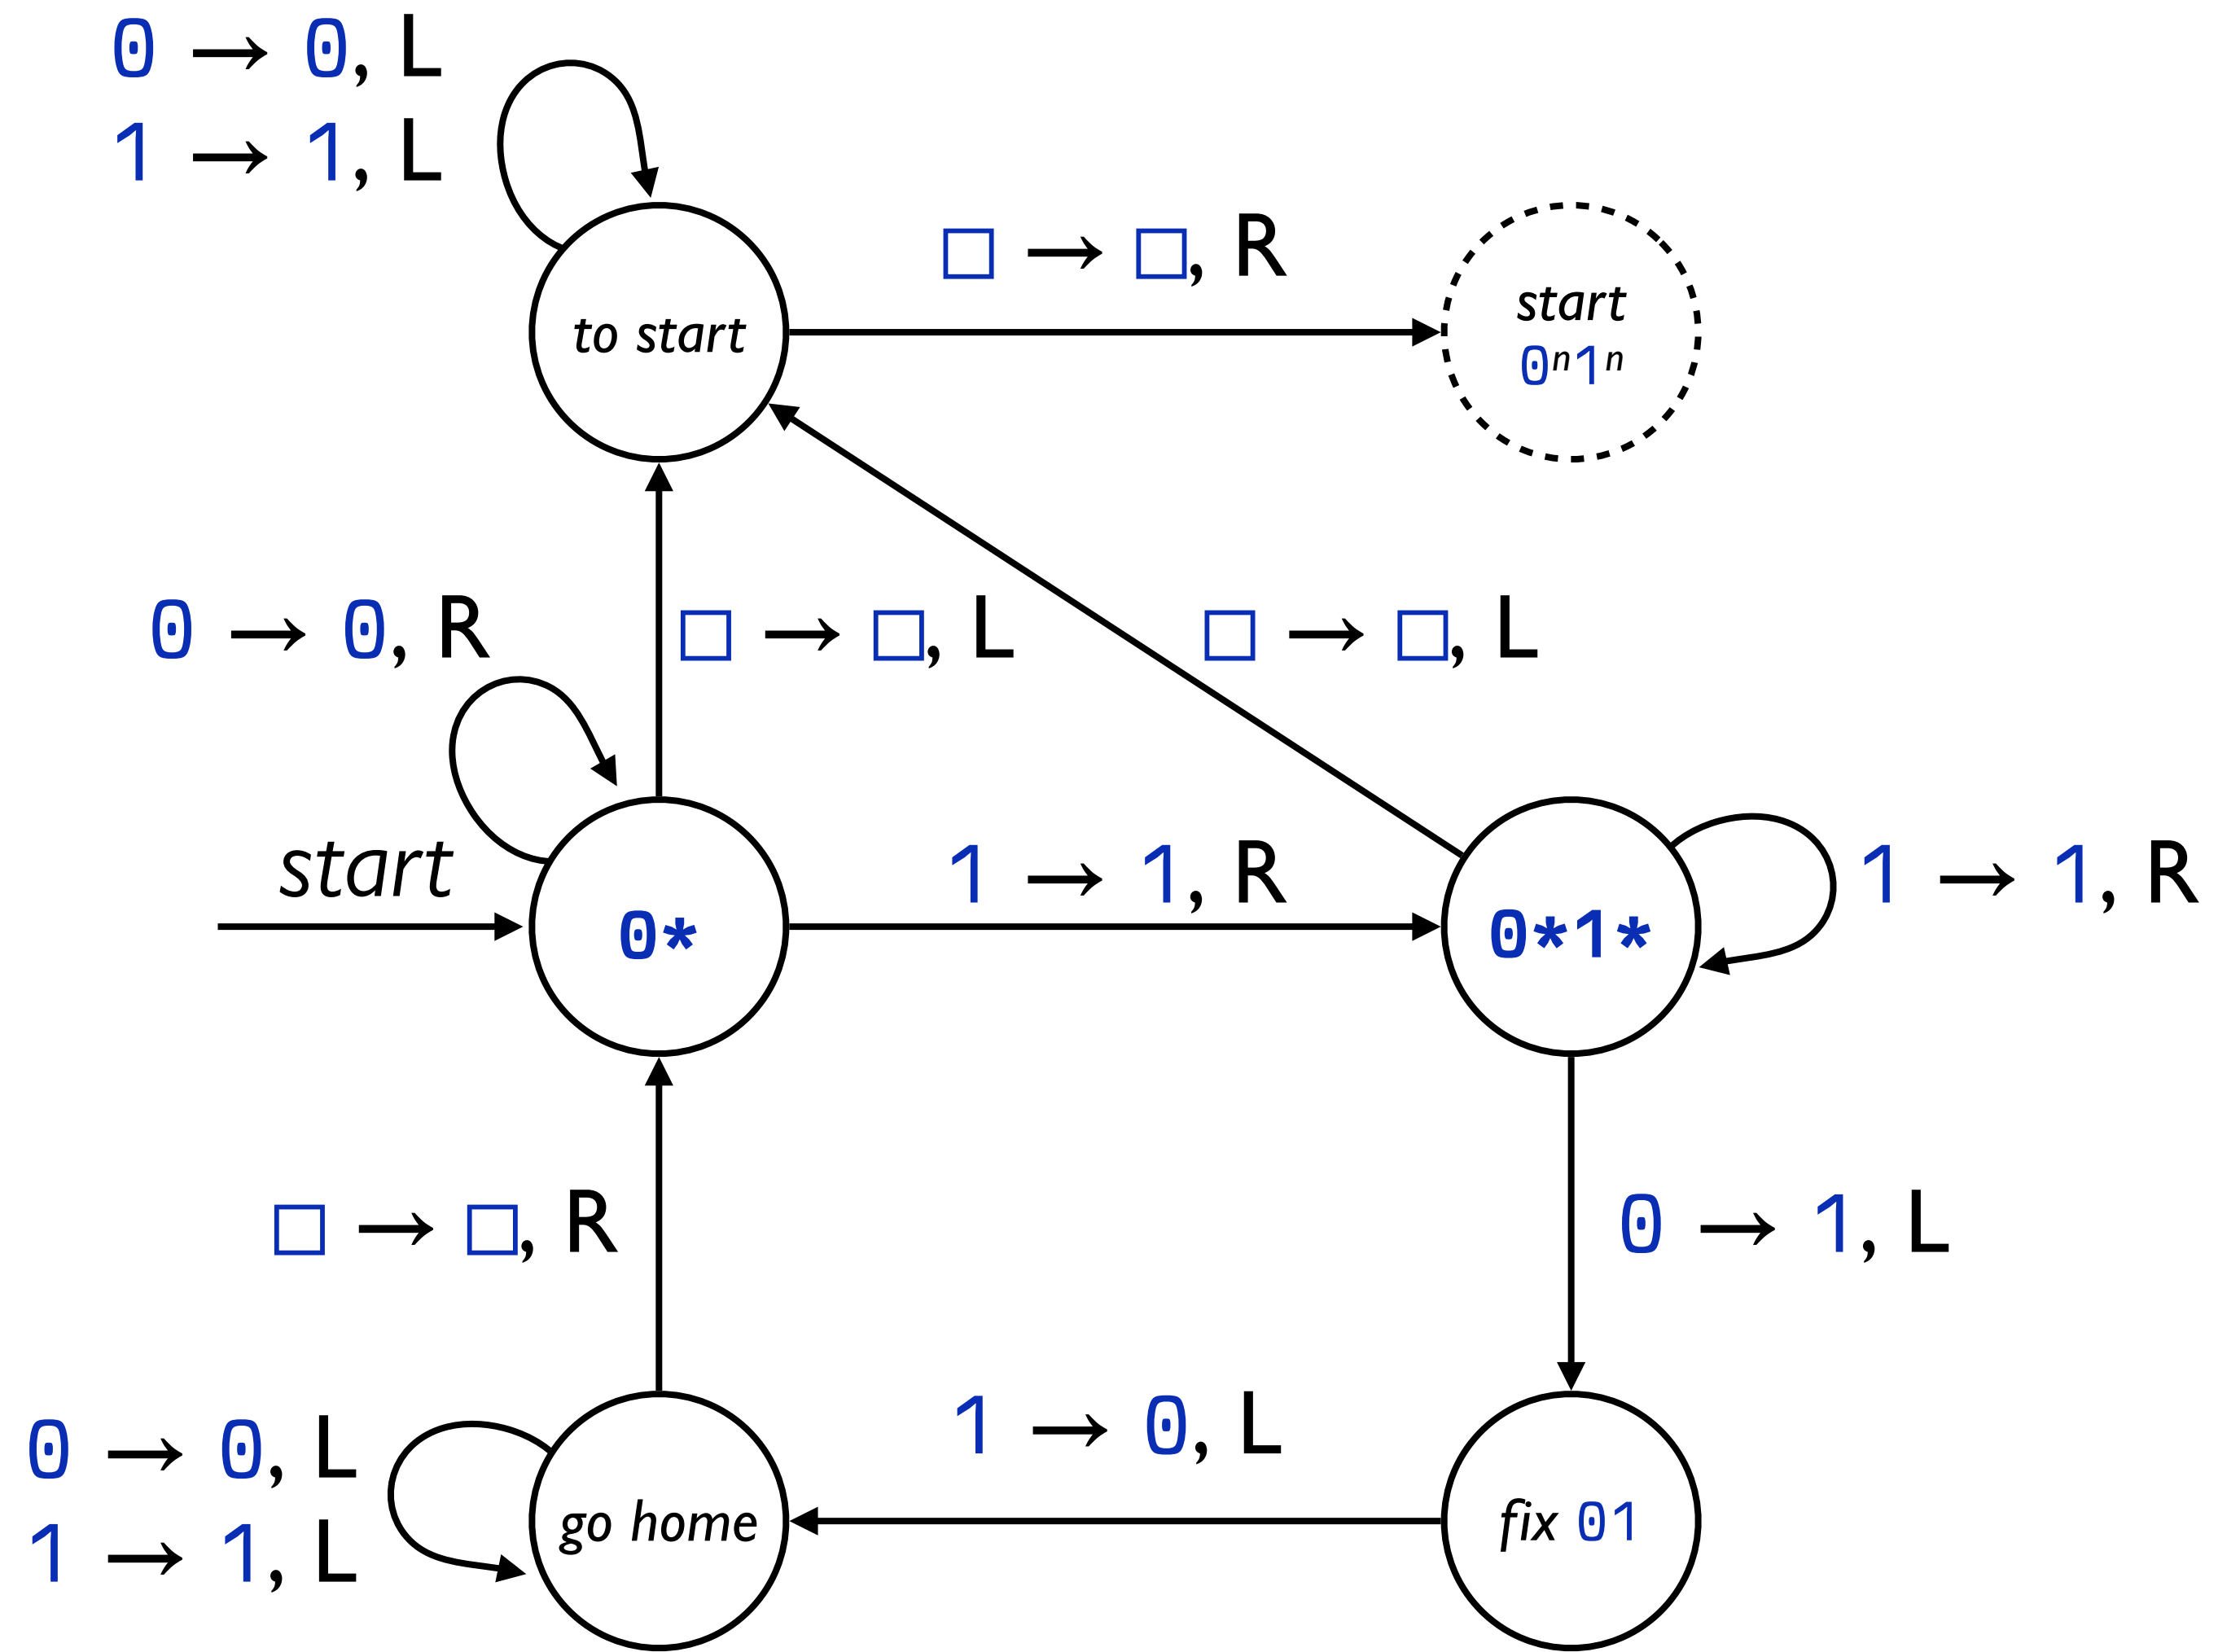 0 → 0, L
1 → 1, L
□ → □, R
to start
start
0ⁿ1ⁿ
0 → 0, R
□ → □, L
□ → □, L
start
0*
1 → 1, R
0*1*
1 → 1, R
□ → □, R
0 → 1, L
0 → 0, L
1 → 1, L
go home
1 → 0, L
fix 01